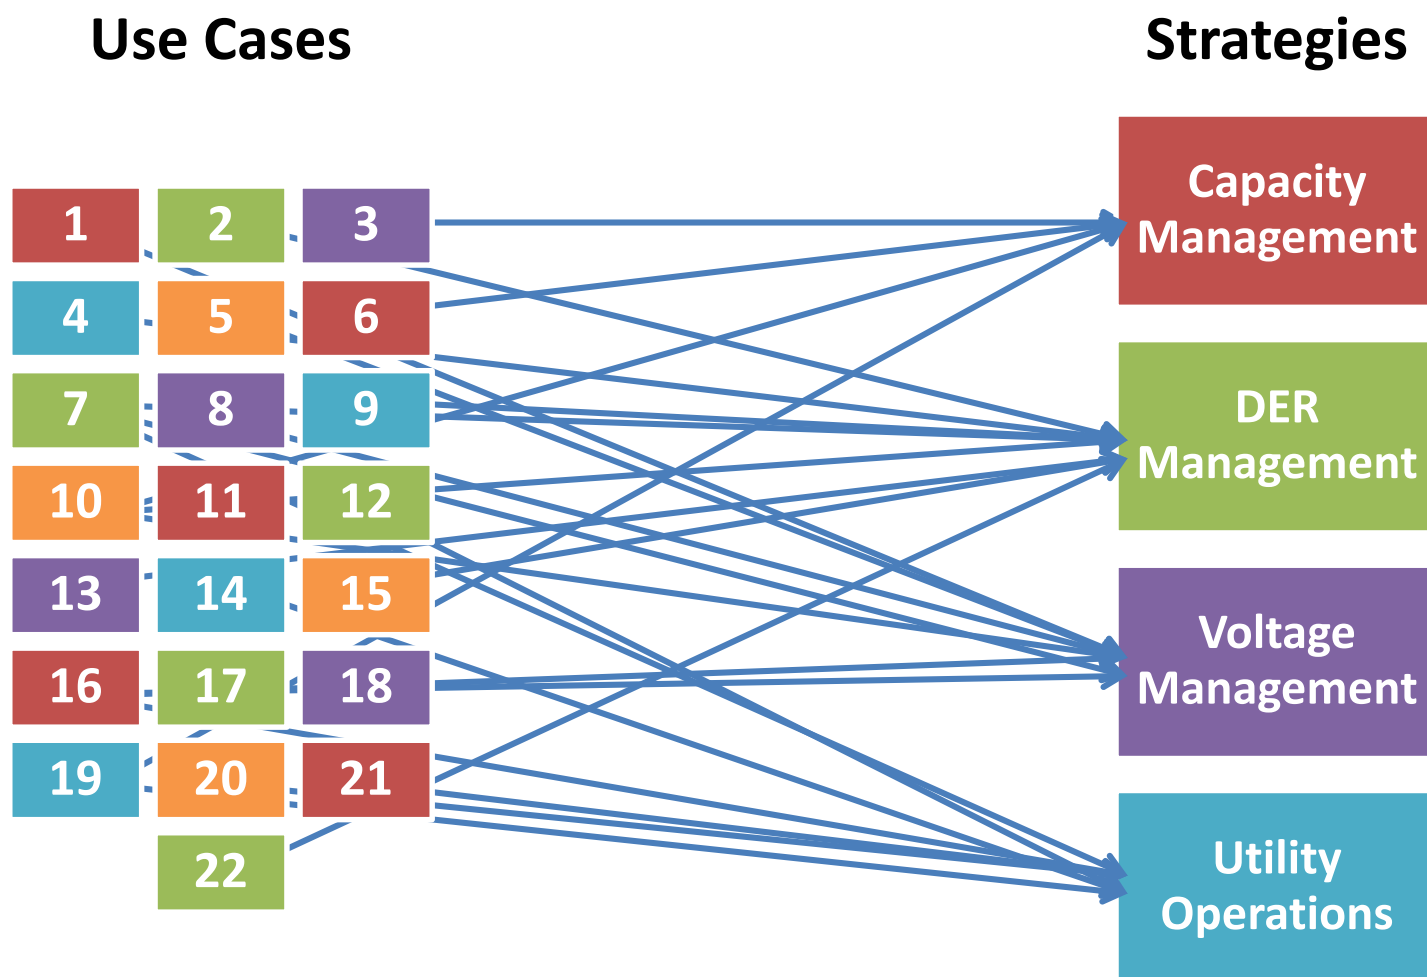 Use Cases
Strategies
1 2 3
4 5 6
7 8 9
10 11 12
13 14 15
16 17 18
19 20 21
22
Capacity
Management
DER
Management
Voltage
Management
Utility
Operations